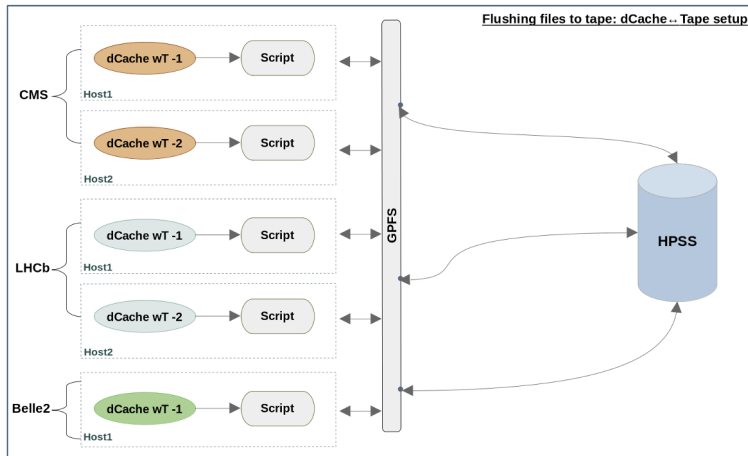 Flushing files to tape: dCache↔Tape setup
CMS
dCache wT -1
Script
Host1
dCache wT -2
Script
Host2
LHCb
dCache wT -1
Script
Host1
dCache wT -2
Script
Host2
Belle2
dCache wT -1
Script
Host1
GPFS
HPSS